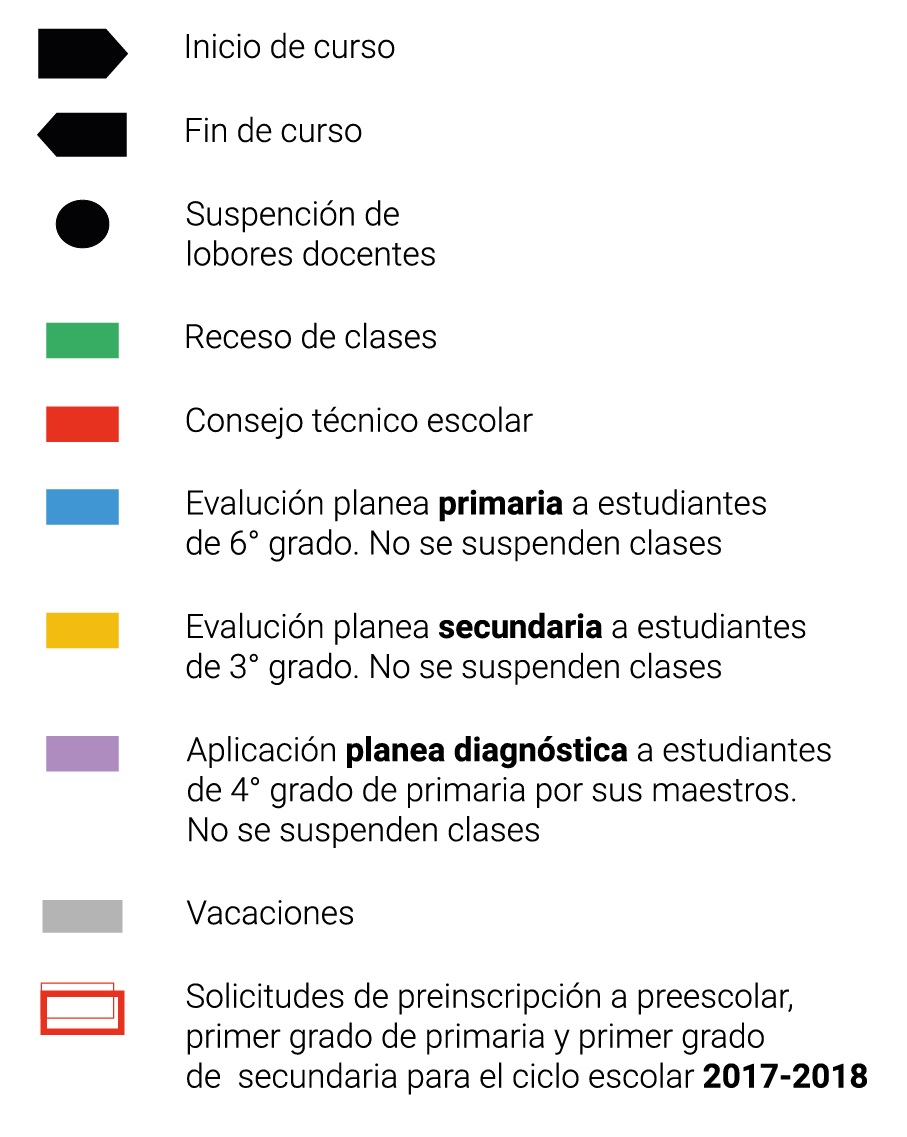 Inicio de curso
Fin de curso
Suspención de
lobores docentes
Receso de clases
Consejo técnico escolar
Evalución planea primaria a estudiantes
de 6° grado. No se suspenden clases
Evalución planea secundaria a estudiantes
de 3° grado. No se suspenden clases
Aplicación planea diagnóstica a estudiantes
de 4° grado de primaria por sus maestros.
No se suspenden clases
Vacaciones
Solicitudes de preinscripción a preescolar,
primer grado de primaria y primer grado
de  secundaria para el ciclo escolar 2017-2018